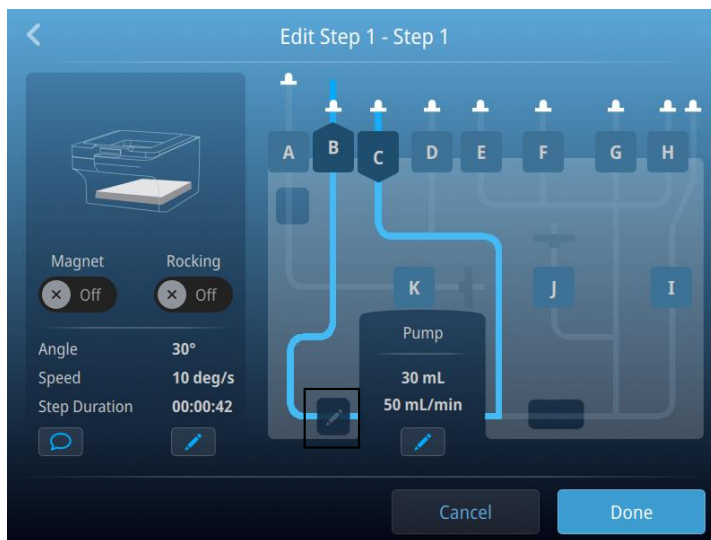 Edit Step 1 - Step 1
A B C D E F G H
Magnet Rocking
Off Off
K J I
Pump
Angle 30°
Speed 10 deg/s
Step Duration 00:00:42
30 mL
50 mL/min
Cancel Done